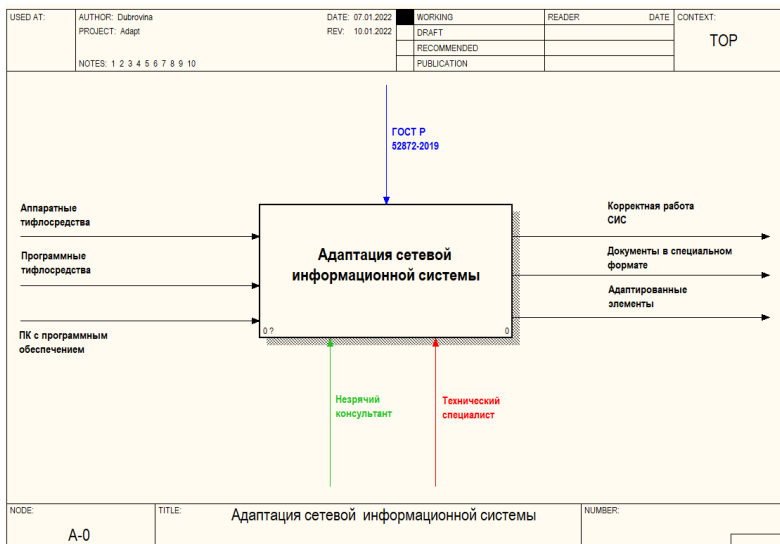 USED AT:
AUTHOR: Dubrovina
DATE: 07.01.2022
WORKING
READER
DATE
CONTEXT:
PROJECT: Adapt
REV: 10.01.2022
DRAFT
TOP
RECOMMENDED
NOTES: 1 2 3 4 5 6 7 8 9 10
PUBLICATION
ГОСТ Р
52872-2019
Аппаратные
тифлосредства
Программные
тифлосредства
ПК с программным
обеспечением
Адаптация сетевой
информационной системы
0 ?
0
Корректная работа
СИС
Документы в специальном
формате
Адаптированные
элементы
Незрячий
консультант
Технический
специалист
NODE:
A-0
TITLE:
Адаптация сетевой информационной системы
NUMBER: